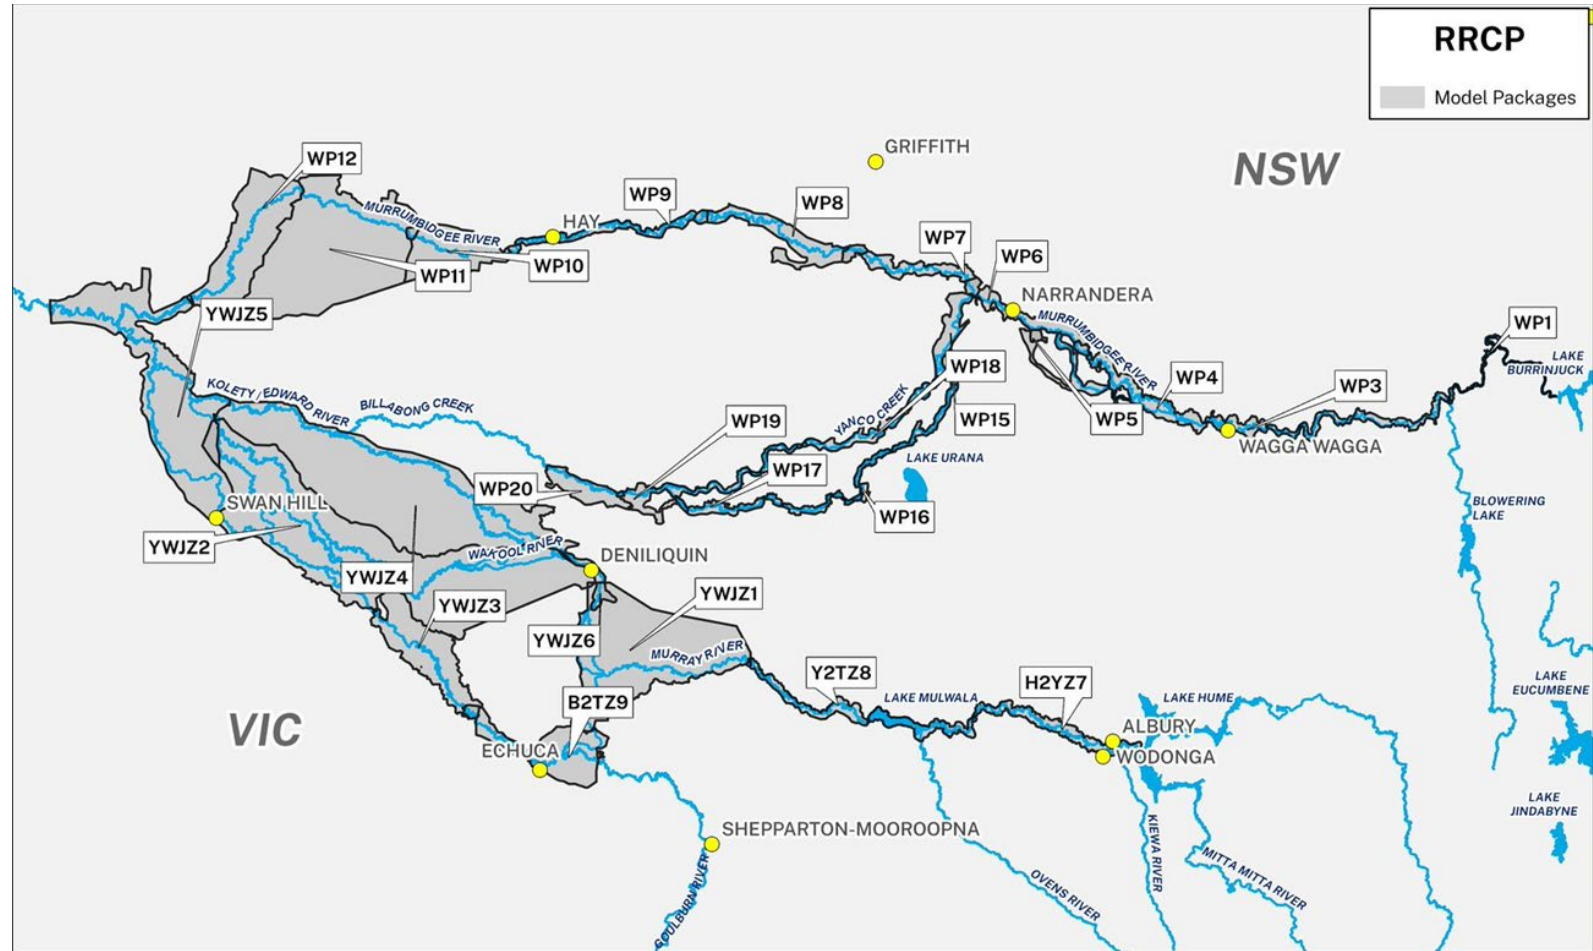 RRCP
Model Packages
GRIFFITH
NSW
WP12
WP9
WP8
HAY
MURRUMBIDGEE RIVER
WP7
WP6
WP10
WP11
NARRANDERA
YWJZ5
MURRUMBIDGEE RIVER
WP1
LAKE
BURRINJUCK
WP18
WP4
WP3
KOLETY / EDWARD RIVER
BILLABONG CREEK
YANCO CREEK
WP19
WP15
WP5
WAGGA WAGGA
LAKE URANA
WP17
WP20
WP16
SWAN HILL
BLOWERING
LAKE
YWJZ2
WAKOOL RIVER
DENILIQUIN
YWJZ4
YWJZ1
YWJZ3
YWJZ6
MURRAY RIVER
Y2TZ8
H2YZ7
LAKE MULWALA
LAKE HUME
LAKE
EUCUMBENE
B2TZ9
VIC
ALBURY
WODONGA
ECHUCA
LAKE
JINDABYNE
SHEPPARTON-MOOROOPNA
KIEWA RIVER
MITTA MITTA RIVER
OVENS RIVER
GOULBURN RIVER